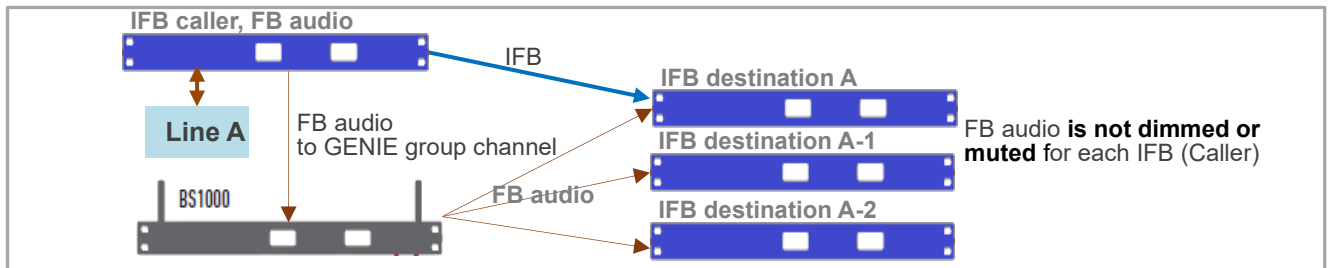 IFB caller, FB audio
IFB
IFB destination A
Line A
FB audio
to GENIE group channel
FB audio is not dimmed or
muted for each IFB (Caller)
IFB destination A-1
BS1000
FB audio
IFB destination A-2